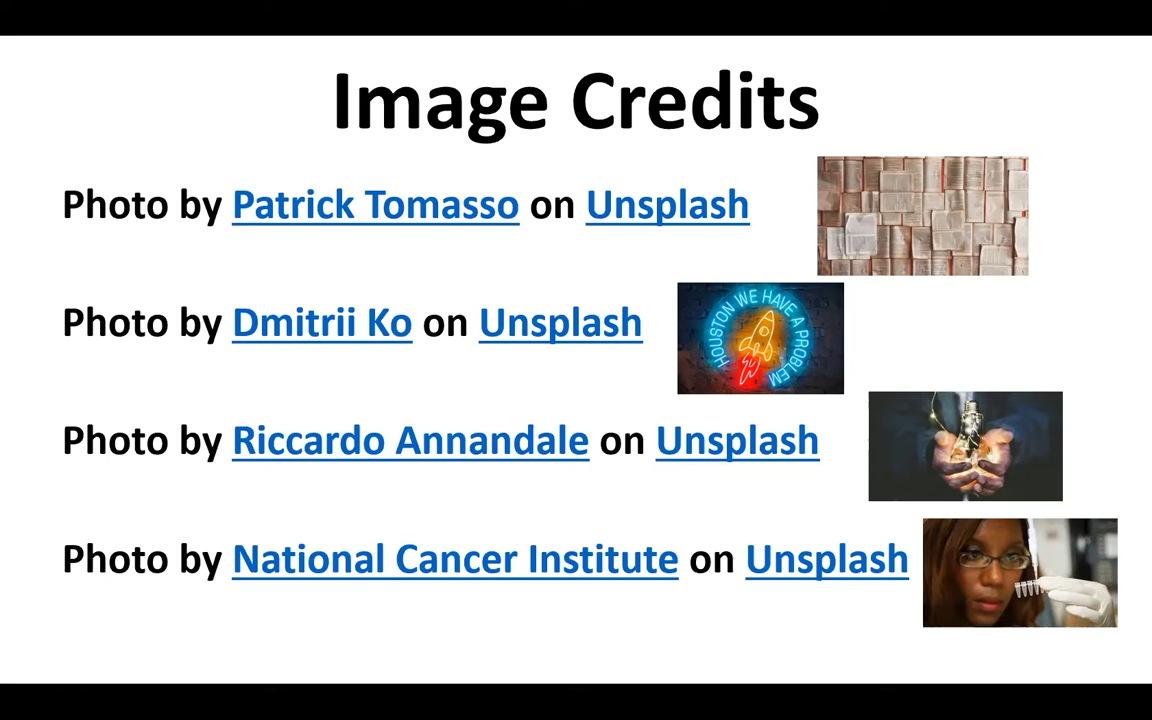 Image Credits
Photo by Patrick Tomasso on Unsplash
Photo by Dmitrii Ko on Unsplash
HOUSTON WE HAVE A PROBLEM
Photo by Riccardo Annandale on Unsplash
Photo by National Cancer Institute on Unsplash